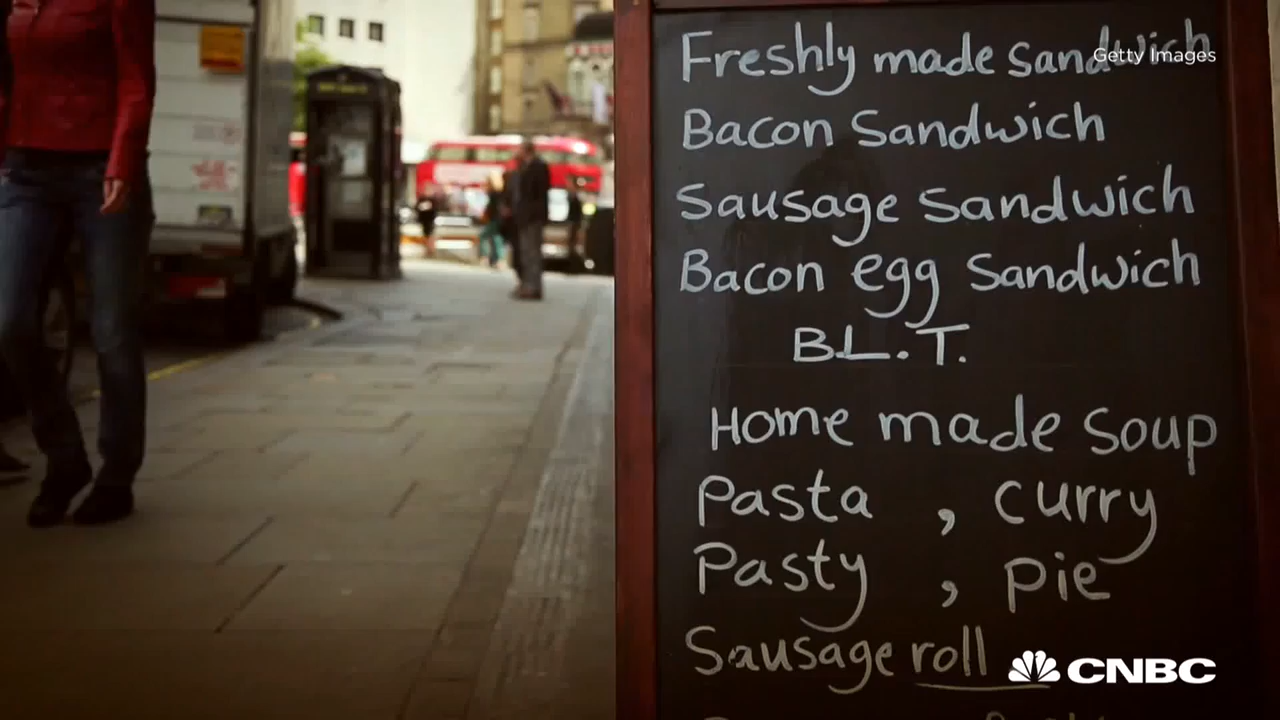 Freshly made sandwich
Getty Images
Bacon Sandwich
Sausage Sandwich
Bacon egg Sandwich
B.L.T.
Home made Soup
Pasta , curry
Pasty , pie
Sausage roll
CNBC